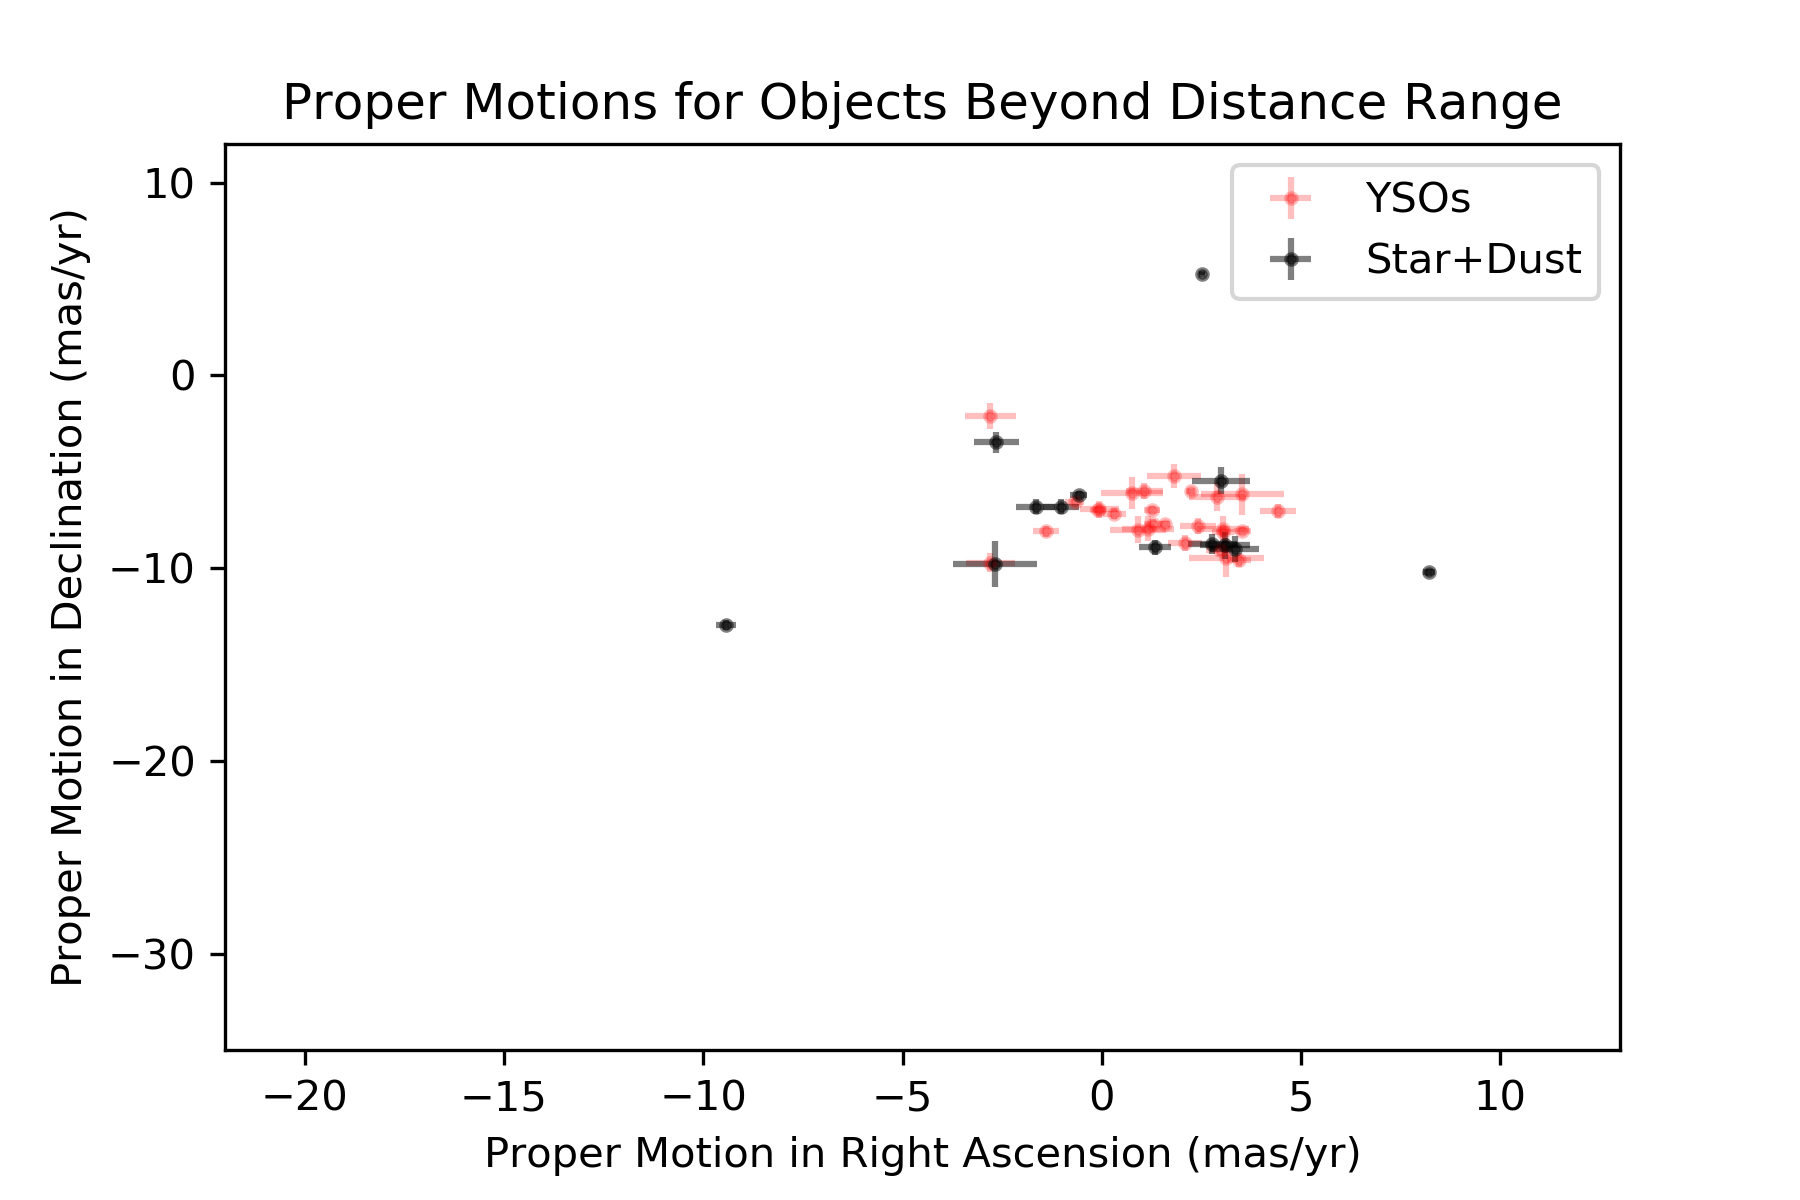 Proper Motions for Objects Beyond Distance Range
YSOs
Star+Dust
Proper Motion in Declination (mas/yr)
10
0
−10
−20
−30
−20 −15 −10 −5 0 5 10
Proper Motion in Right Ascension (mas/yr)